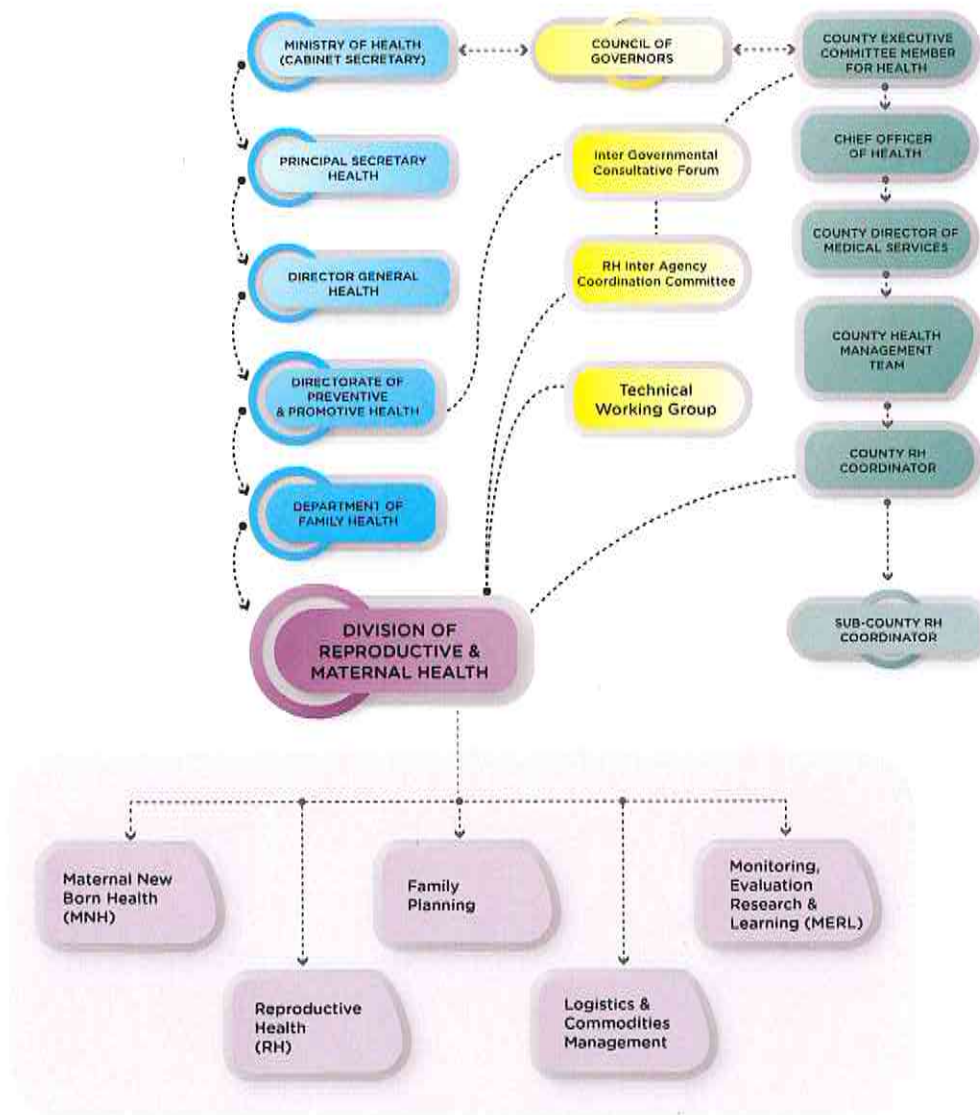 MINISTRY OF HEALTH
(CABINET SECRETARY)
COUNCIL OF
GOVERNORS
COUNTY EXECUTIVE
COMMITTEE MEMBER
FOR HEALTH
PRINCIPAL SECRETARY
HEALTH
Inter Governmental
Consultative Forum
CHIEF OFFICER
OF HEALTH
COUNTY DIRECTOR OF
MEDICAL SERVICES
DIRECTOR GENERAL
HEALTH
RH Inter Agency
Coordination Committee
COUNTY HEALTH
MANAGEMENT
TEAM
DIRECTORATE OF
PREVENTIVE
& PROMOTIVE HEALTH
Technical
Working Group
COUNTY RH
COORDINATOR
DEPARTMENT OF
FAMILY HEALTH
DIVISION OF
REPRODUCTIVE &
MATERNAL HEALTH
SUB-COUNTY RH
COORDINATOR
Maternal New
Born Health
(MNH)
Family
Planning
Monitoring,
Evaluation
Research &
Learning (MERL)
Reproductive
Health
(RH)
Logistics &
Commodities
Management